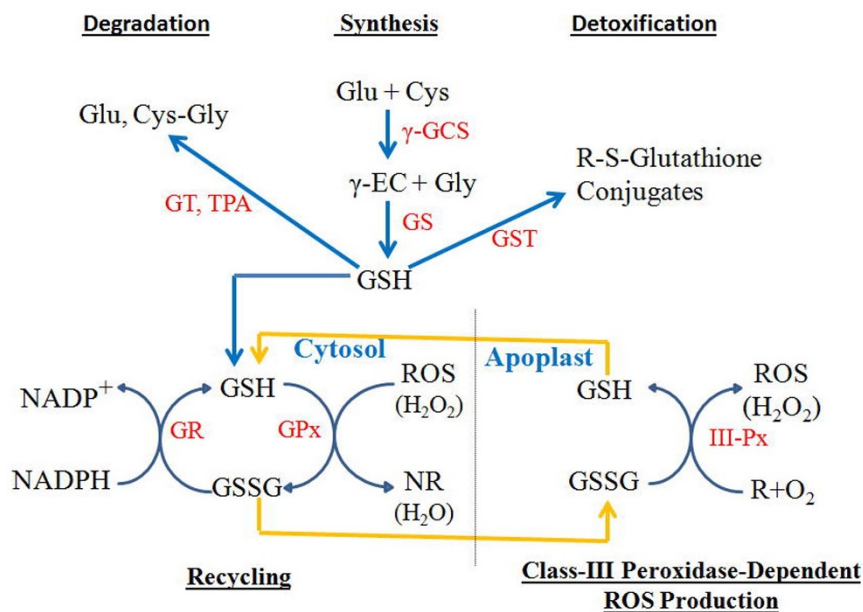 Degradation
Synthesis
Detoxification
Glu + Cys
Glu, Cys-Gly
γ-GCS
R-S-Glutathione
Conjugates
γ-EC + Gly
GT, TPA
GS
GST
GSH
Cytosol
Apoplast
NADP+
GSH
ROS
(H₂O₂)
GSH
ROS
(H₂O₂)
GR
GPx
III-Px
NADPH
GSSG
NR
(H₂O)
GSSG
R+O₂
Recycling
Class-III Peroxidase-Dependent
ROS Production